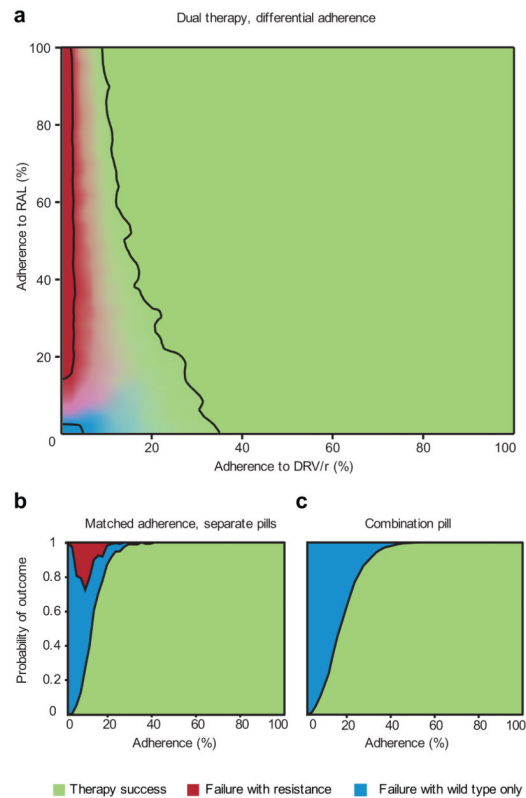 a
Dual therapy, differential adherence
100
80
60
40
20
0
Adherence to RAL (%)
20
40
60
80
100
Adherence to DRV/r (%)
b
Matched adherence, separate pills
1
0.8
0.6
0.4
0.2
0
Probability of outcome
0
20
40
60
80
100
Adherence (%)
c
Combination pill
0
20
40
60
80
100
Adherence (%)
Therapy success
Failure with resistance
Failure with wild type only